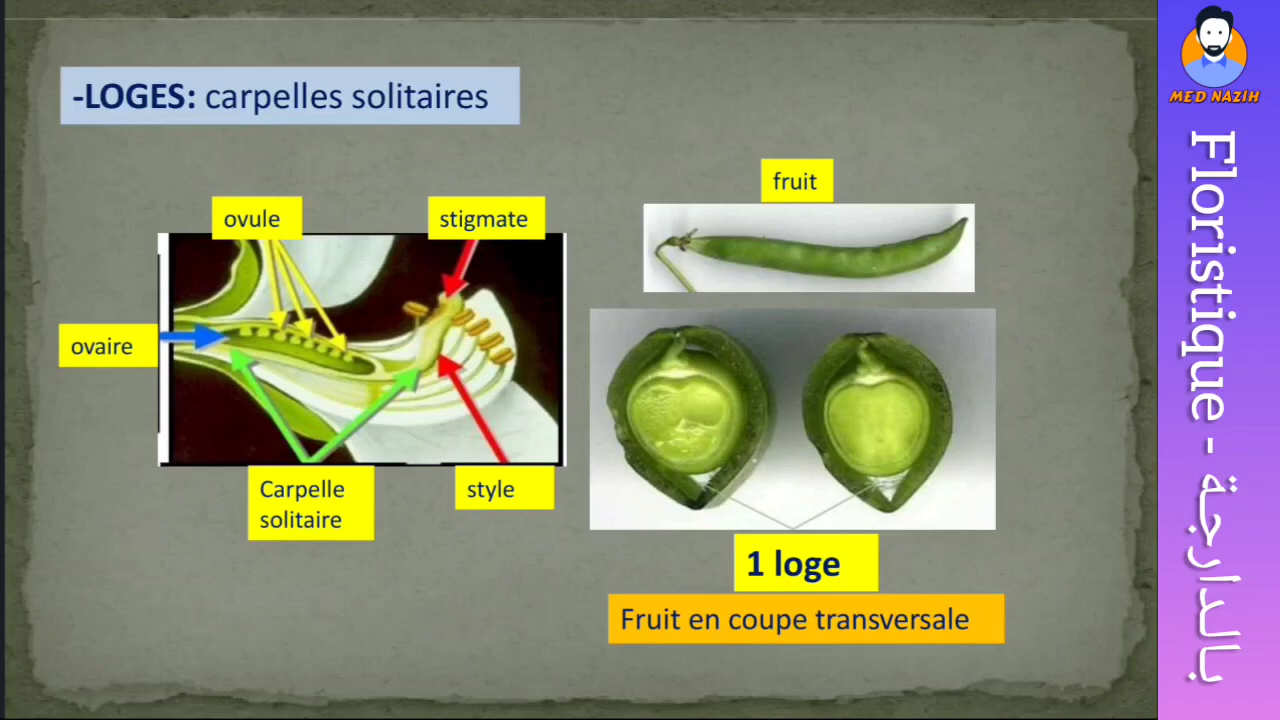 -LOGES: carpelles solitaires
fruit
ovule
stigmate
ovaire
Carpelle
solitaire
style
1 loge
Fruit en coupe transversale
MED NAZIH
Floristique - بالدارجة